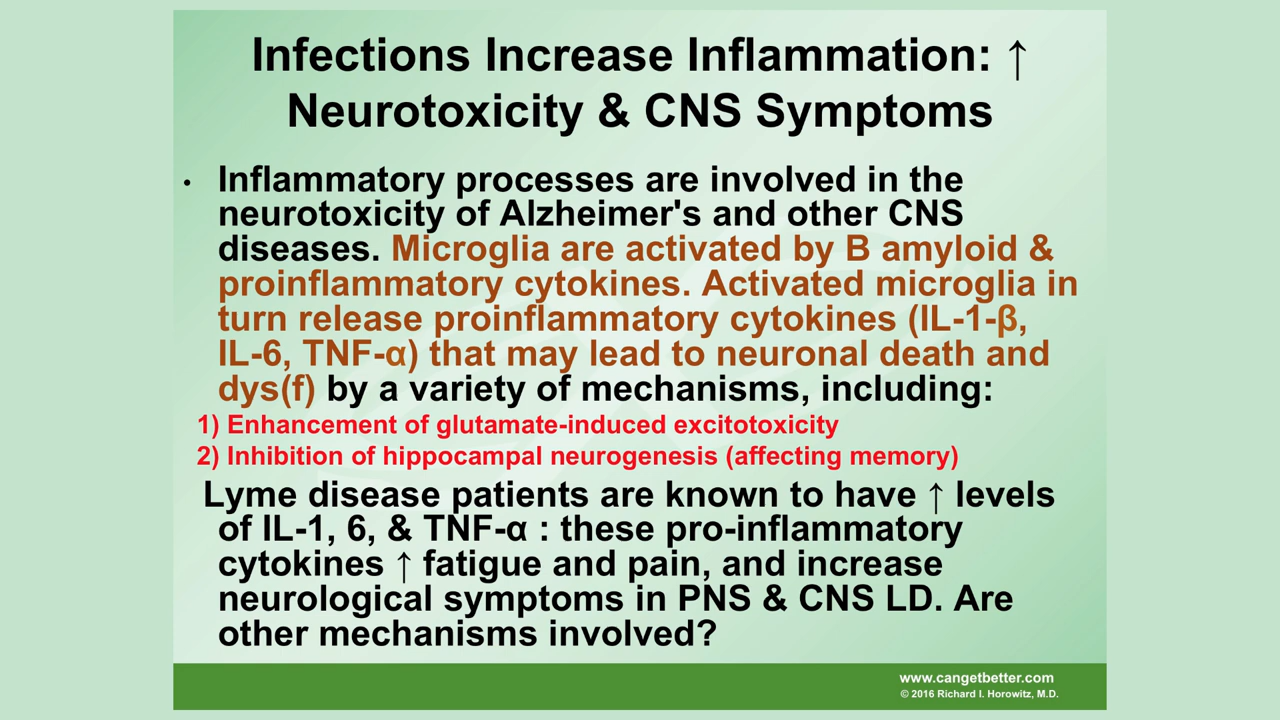 Infections Increase Inflammation: ↑
Neurotoxicity & CNS Symptoms
• Inflammatory processes are involved in the
neurotoxicity of Alzheimer's and other CNS
diseases. Microglia are activated by B amyloid &
proinflammatory cytokines. Activated microglia in
turn release proinflammatory cytokines (IL-1-β,
IL-6, TNF-α) that may lead to neuronal death and
dys(f) by a variety of mechanisms, including:
1) Enhancement of glutamate-induced excitotoxicity
2) Inhibition of hippocampal neurogenesis (affecting memory)
Lyme disease patients are known to have ↑ levels
of IL-1, 6, & TNF-α : these pro-inflammatory
cytokines ↑ fatigue and pain, and increase
neurological symptoms in PNS & CNS LD. Are
other mechanisms involved?
www.cangetbetter.com
© 2016 Richard I. Horowitz, M.D.